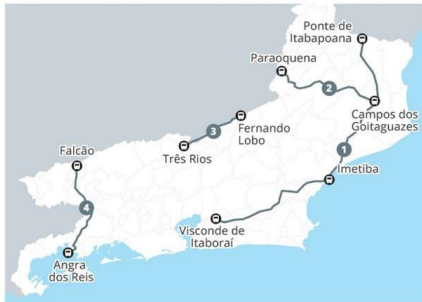 Ponte de
Itabapoana
Paraoquena
2
Campos dos
Goitaguazes
3
Fernando
Lobo
Três Rios
1
Imetiba
Falcão
4
Visconde de
Itaboraí
Angra
dos Reis